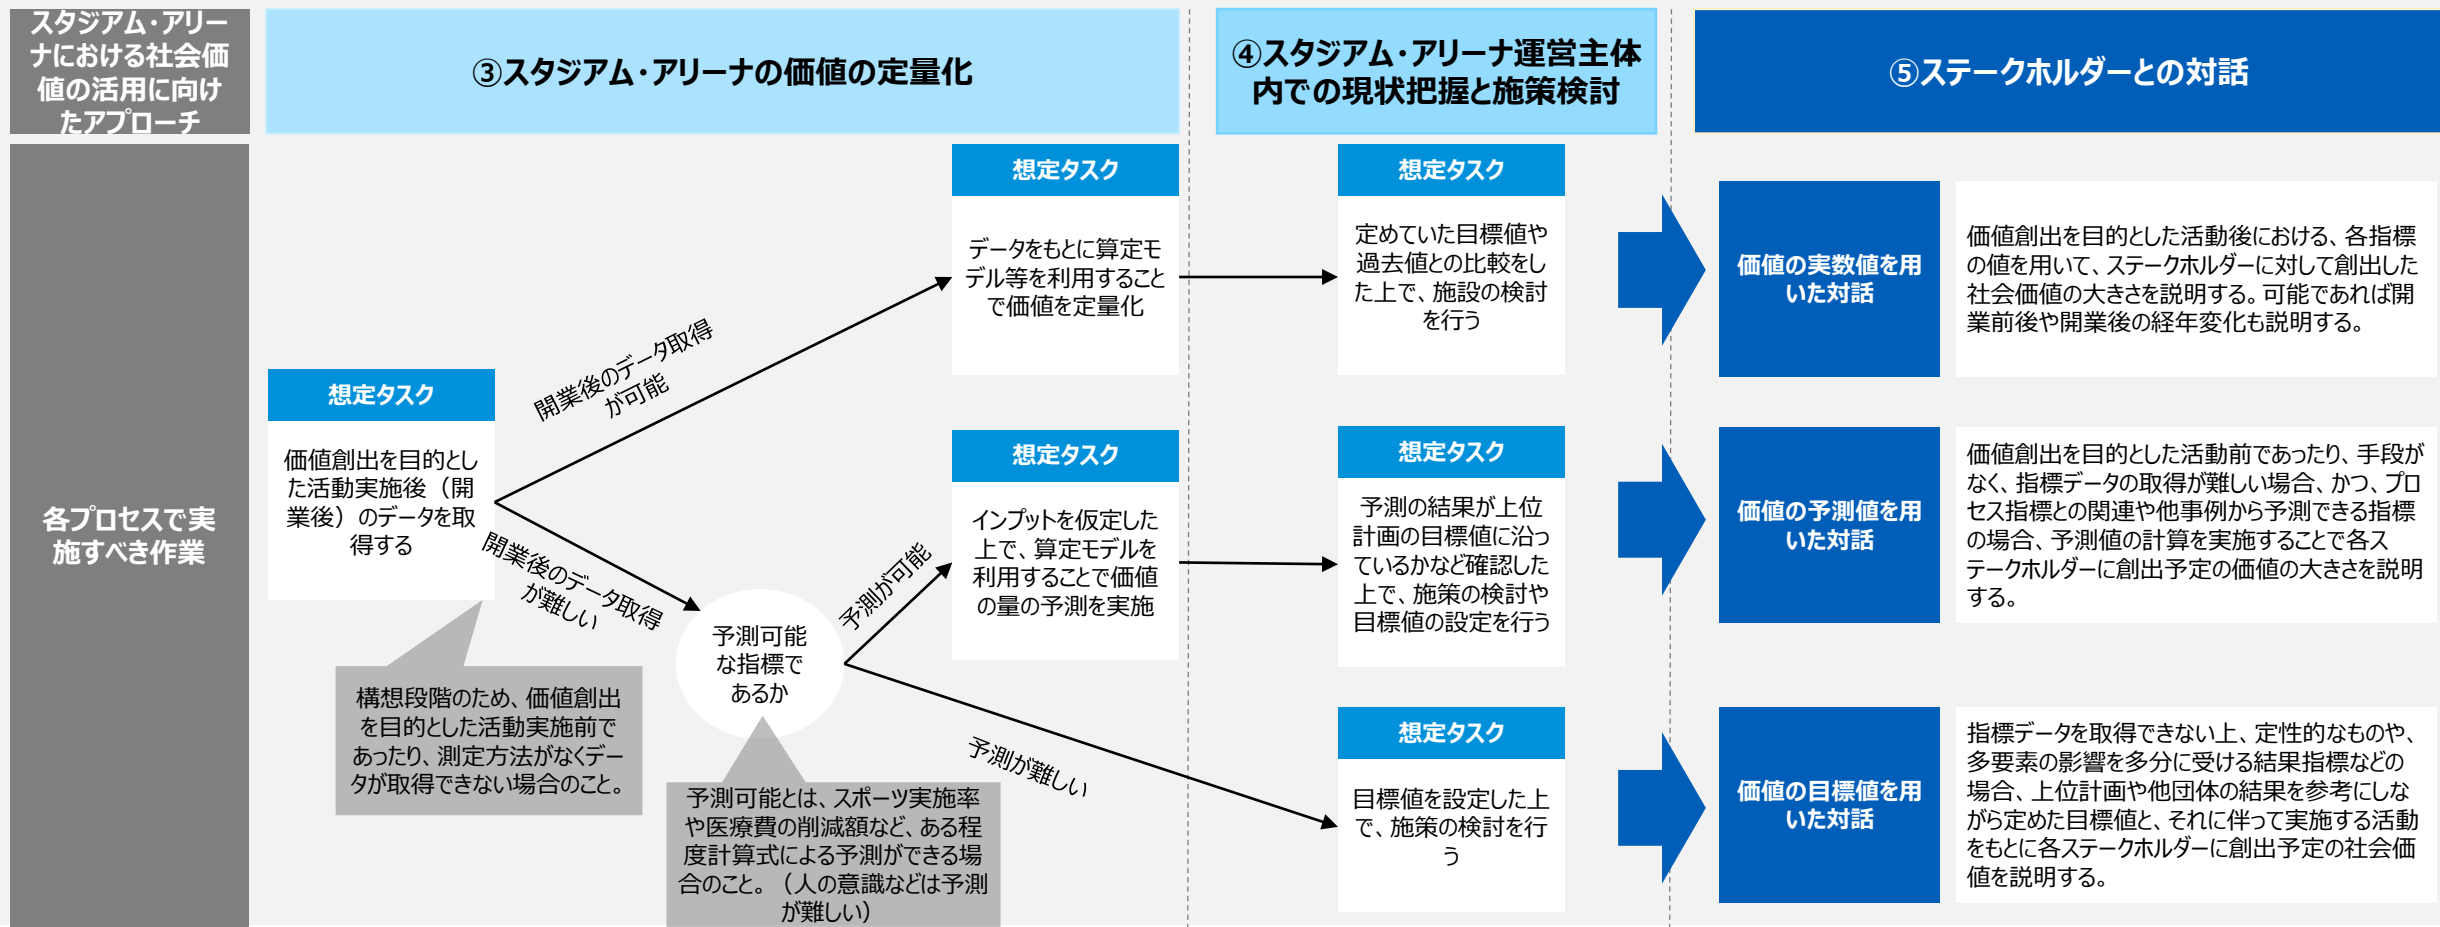 スタジアム・アリー
ナにおける社会価
値の活用に向け
たアプローチ
③スタジアム・アリーナの価値の定量化
④スタジアム・アリーナ運営主体
内での現状把握と施策検討
⑤ステークホルダーとの対話
各プロセスで実
施すべき作業
想定タスク
価値創出を目的とし
た活動実施後（開
業後）のデータを取
得する
構想段階のため、価値創出
を目的とした活動実施前で
あったり、測定方法がなくデー
タが取得できない場合のこと。
開業後のデータ取得
が可能
開業後のデータ取得
が難しい
予測可能
な指標で
あるか
予測可能とは、スポーツ実施率
や医療費の削減額など、ある程
度計算式による予測ができる場
合のこと。（人の意識などは予測
が難しい）
予測が可能
予測が難しい
想定タスク
データをもとに算定モ
デル等を利用すること
で価値を定量化
想定タスク
インプットを仮定した
上で、算定モデルを
利用することで価値
の量の予測を実施
想定タスク
定めていた目標値や
過去値との比較をし
た上で、施設の検討
を行う
想定タスク
予測の結果が上位
計画の目標値に沿っ
ているかなど確認した
上で、施策の検討や
目標値の設定を行う
想定タスク
目標値を設定した上
で、施策の検討を行
う
価値の実数値を用
いた対話
価値創出を目的とした活動後における、各指標
の値を用いて、ステークホルダーに対して創出した
社会価値の大きさを説明する。可能であれば開
業前後や開業後の経年変化も説明する。
価値の予測値を用
いた対話
価値創出を目的とした活動前であったり、手段が
なく、指標データの取得が難しい場合、かつ、プロ
セス指標との関連や他事例から予測できる指標
の場合、予測値の計算を実施することで各ス
テークホルダーに創出予定の価値の大きさを説明
する。
価値の目標値を用
いた対話
指標データを取得できない上、定性的なものや、
多要素の影響を多分に受ける結果指標などの
場合、上位計画や他団体の結果を参考にしな
がら定めた目標値と、それに伴って実施する活動
をもとに各ステークホルダーに創出予定の社会価
値を説明する。